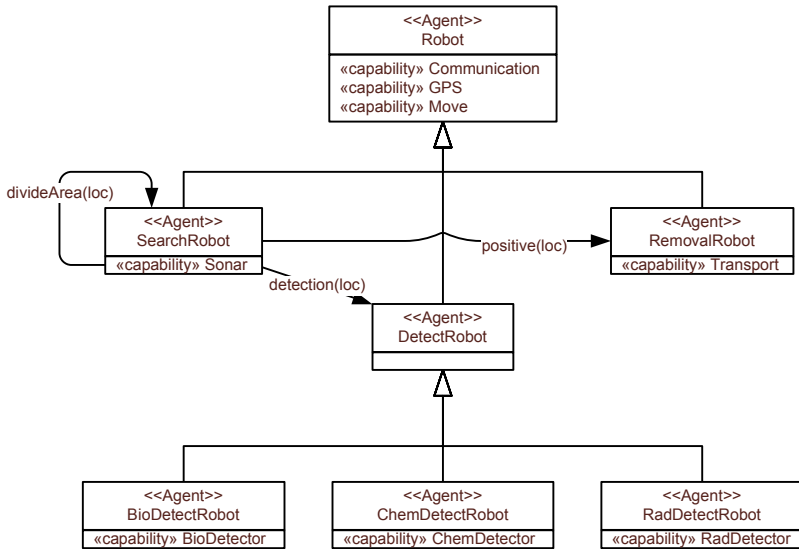 <<Agent>>
Robot
«capability» Communication
«capability» GPS
«capability» Move
divideArea(loc)
<<Agent>>
SearchRobot
«capability» Sonar
positive(loc)
<<Agent>>
RemovalRobot
«capability» Transport
detection(loc)
<<Agent>>
DetectRobot
<<Agent>>
BioDetectRobot
«capability» BioDetector
<<Agent>>
ChemDetectRobot
«capability» ChemDetector
<<Agent>>
RadDetectRobot
«capability» RadDetector